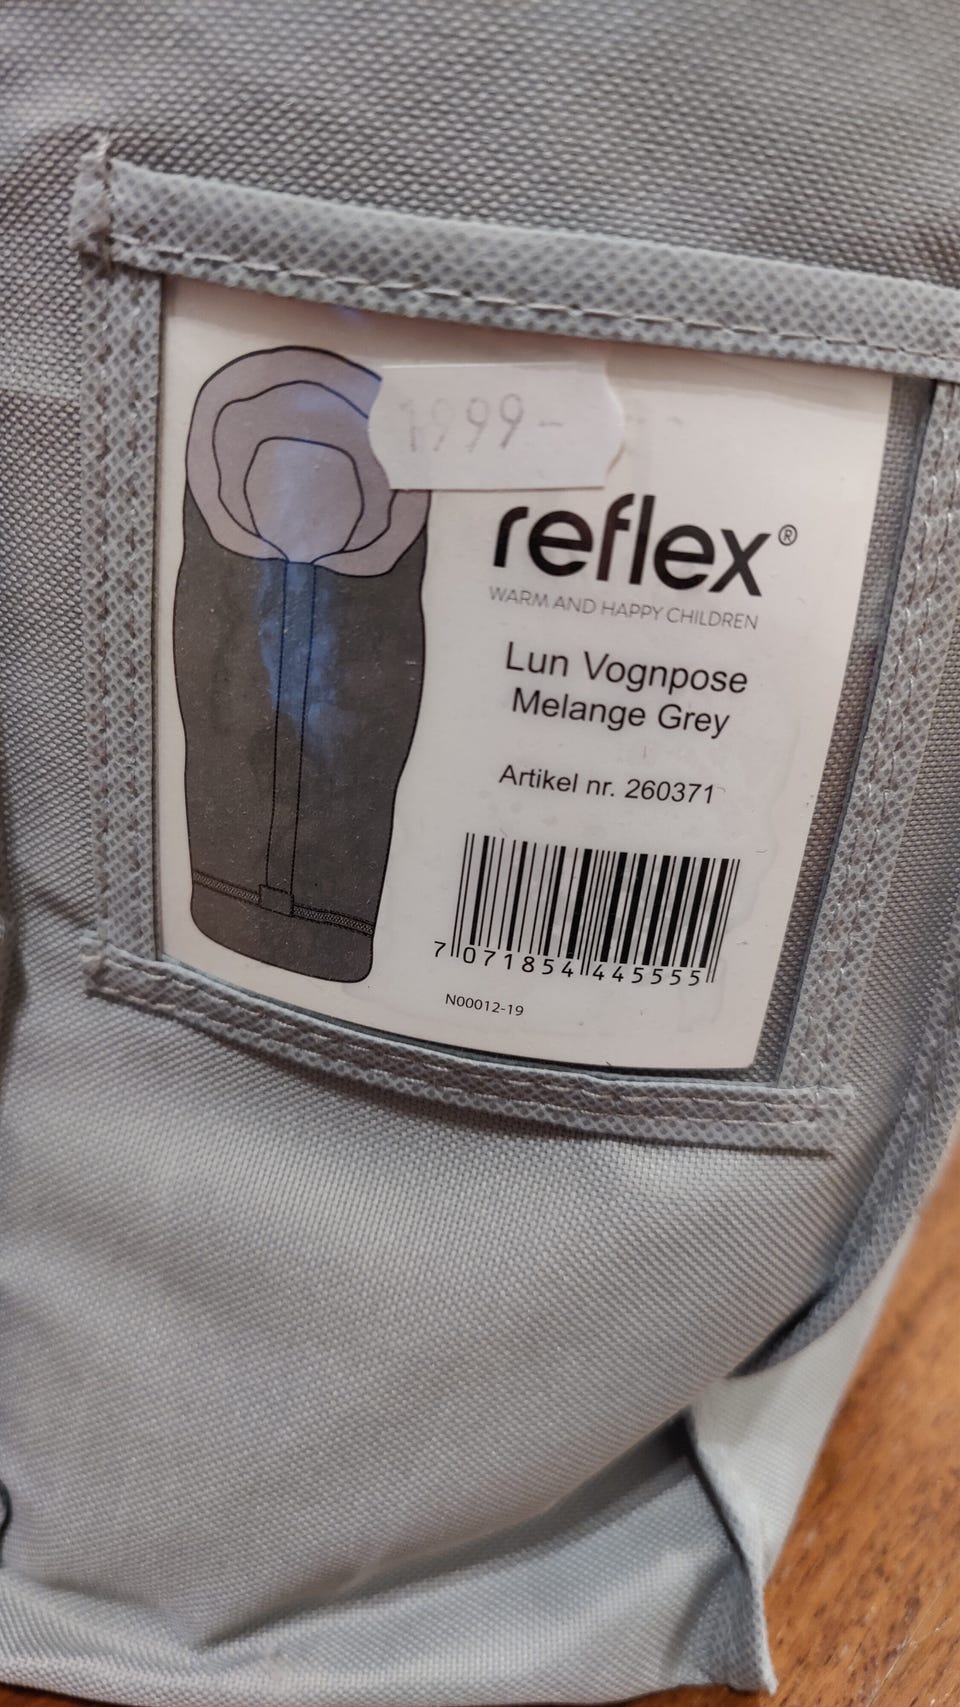 1999-
reflex®
WARM AND HAPPY CHILDREN
Lun Vognpose
Melange Grey
Artikel nr. 260371
7 071854 445555
N00012-19